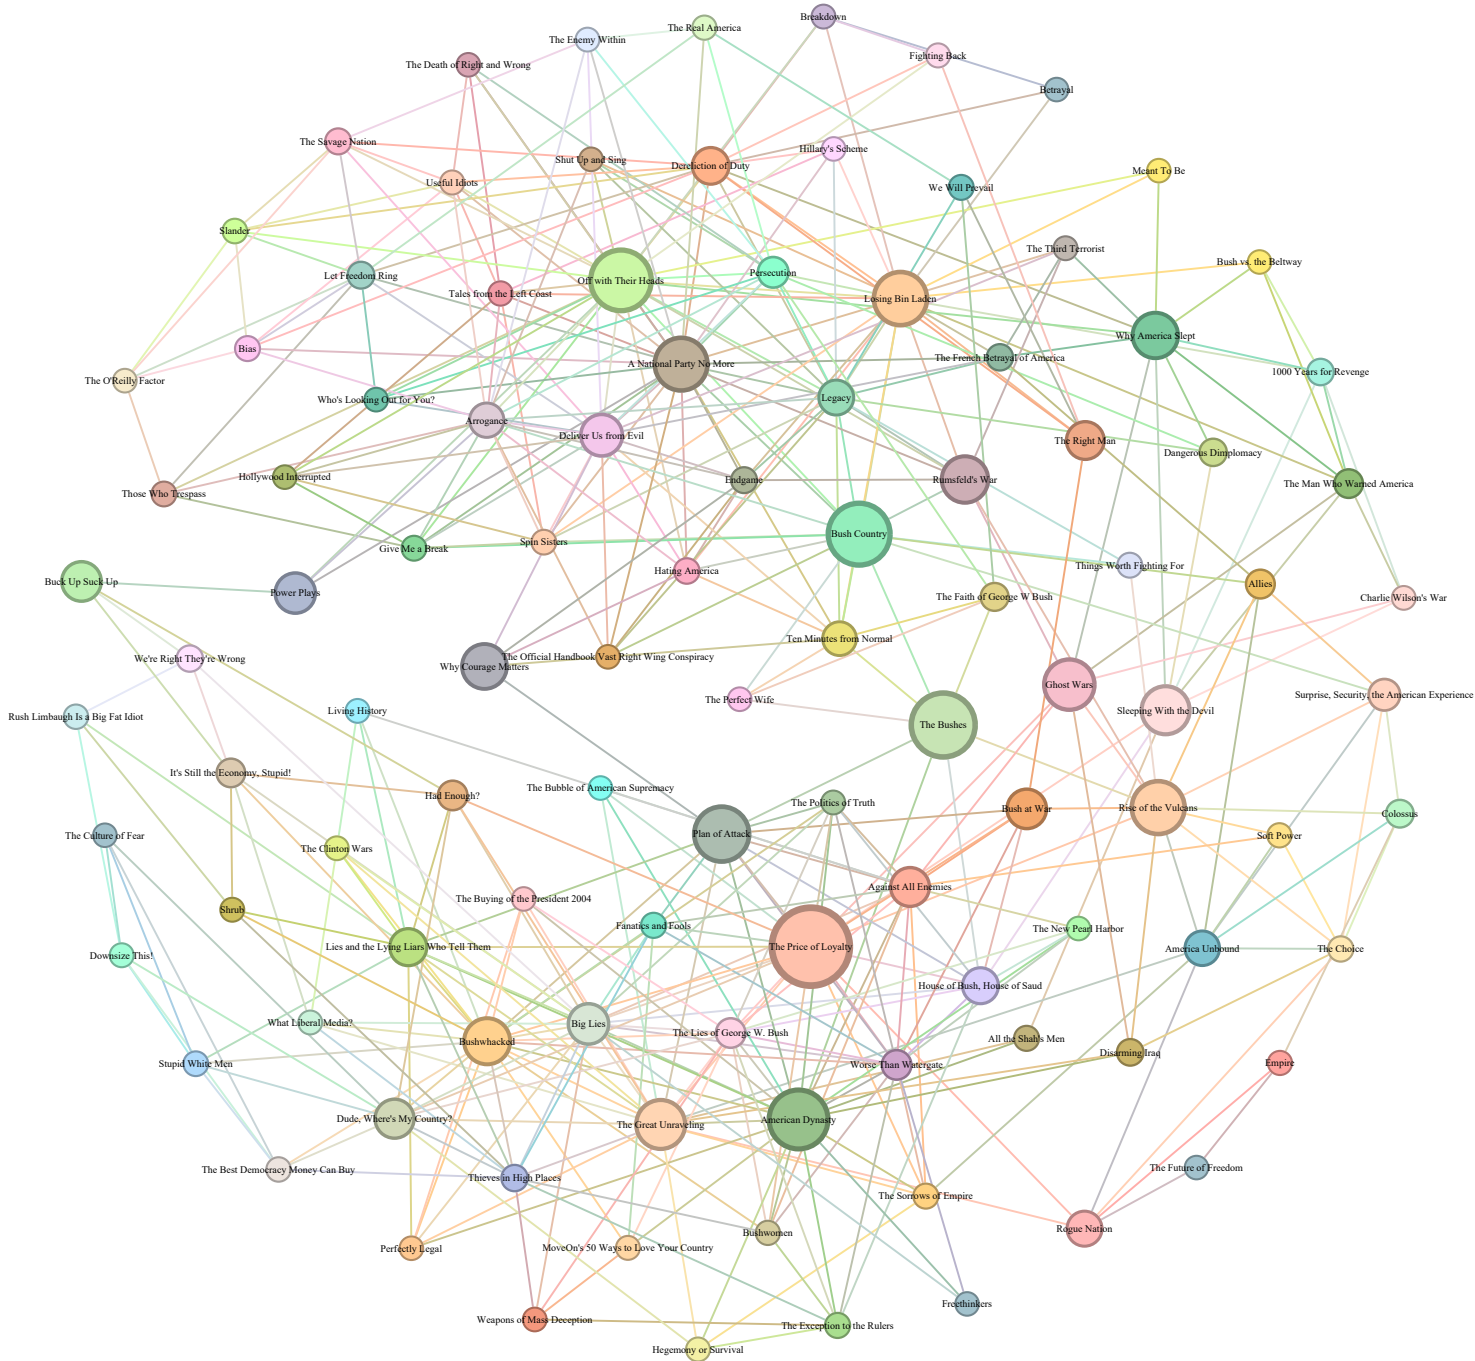 Breakdown
The Real America
The Enemy Within
Fighting Back
The Death of Right and Wrong
Betrayal
The Savage Nation
Hillary's Scheme
Shut Up and Sing
Dereliction of Duty
Meant To Be
Useful Idiots
We Will Prevail
Slander
The Third Terrorist
Bush vs. the Beltway
Let Freedom Ring
Off with Their Heads
Persecution
Tales from the Left Coast
Losing Bin Laden
Why America Slept
Bias
The French Betrayal of America
A National Party No More
1000 Years for Revenge
The O'Reilly Factor
Who's Looking Out for You?
Legacy
Arrogance
Deliver Us from Evil
The Right Man
Dangerous Dimplomacy
Hollywood Interrupted
Endgame
Rumsfeld's War
The Man Who Warned America
Those Who Trespass
Bush Country
Spin Sisters
Give Me a Break
Things Worth Fighting For
Hating America
Buck Up Suck Up
Allies
Power Plays
The Faith of George W Bush
Charlie Wilson's War
Ten Minutes from Normal
The Official Handbook Vast Right Wing Conspiracy
We're Right They're Wrong
Why Courage Matters
Ghost Wars
Surprise, Security, the American Experience
The Perfect Wife
Sleeping With the Devil
Living History
Rush Limbaugh Is a Big Fat Idiot
The Bushes
It's Still the Economy, Stupid!
The Bubble of American Supremacy
Had Enough?
The Politics of Truth
Bush at War
Rise of the Vulcans
Colossus
Plan of Attack
The Culture of Fear
Soft Power
The Clinton Wars
Against All Enemies
The Buying of the President 2004
Shrub
Fanatics and Fools
The New Pearl Harbor
Lies and the Lying Liars Who Tell Them
The Price of Loyalty
America Unbound
The Choice
Downsize This!
House of Bush, House of Saud
What Liberal Media?
Big Lies
The Lies of George W. Bush
All the Shah's Men
Bushwhacked
Disarming Iraq
Stupid White Men
Worse Than Watergate
Empire
Dude, Where's My Country?
American Dynasty
The Great Unraveling
The Best Democracy Money Can Buy
The Future of Freedom
Thieves in High Places
The Sorrows of Empire
Rogue Nation
Bushwomen
Perfectly Legal
MoveOn's 50 Ways to Love Your Country
Freethinkers
Weapons of Mass Deception
The Exception to the Rulers
Hegemony or Survival